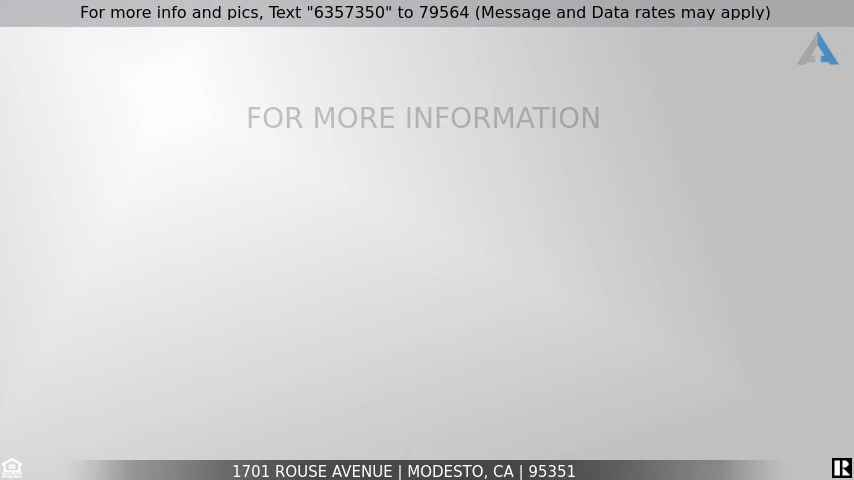 For more info and pics, Text "6357350" to 79564 (Message and Data rates may apply)
FOR MORE INFORMATION
1701 ROUSE AVENUE | MODESTO, CA | 95351